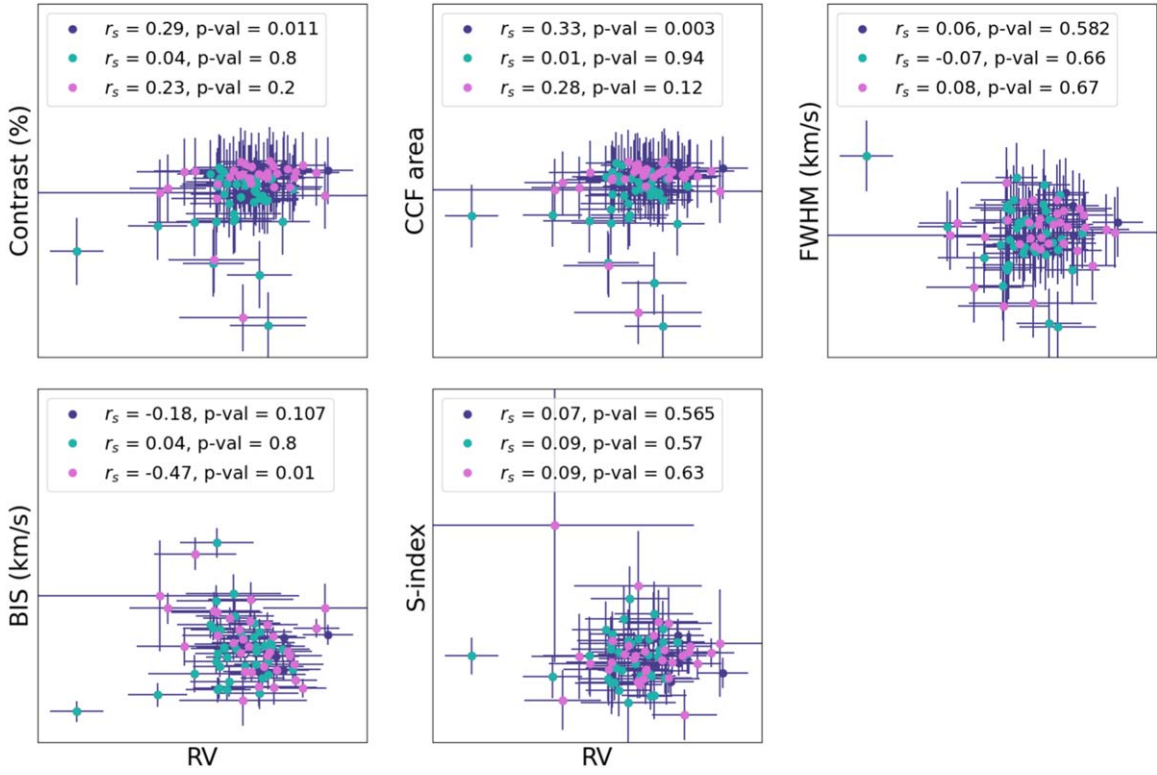 r_s = 0.29, p-val = 0.011
r_s = 0.04, p-val = 0.8
r_s = 0.23, p-val = 0.2
Contrast (%)
r_s = 0.33, p-val = 0.003
r_s = 0.01, p-val = 0.94
r_s = 0.28, p-val = 0.12
CCF area
r_s = 0.06, p-val = 0.582
r_s = -0.07, p-val = 0.66
r_s = 0.08, p-val = 0.67
FWHM (km/s)
r_s = -0.18, p-val = 0.107
r_s = 0.04, p-val = 0.8
r_s = -0.47, p-val = 0.01
BIS (km/s)
RV
r_s = 0.07, p-val = 0.565
r_s = 0.09, p-val = 0.57
r_s = 0.09, p-val = 0.63
S-index
RV